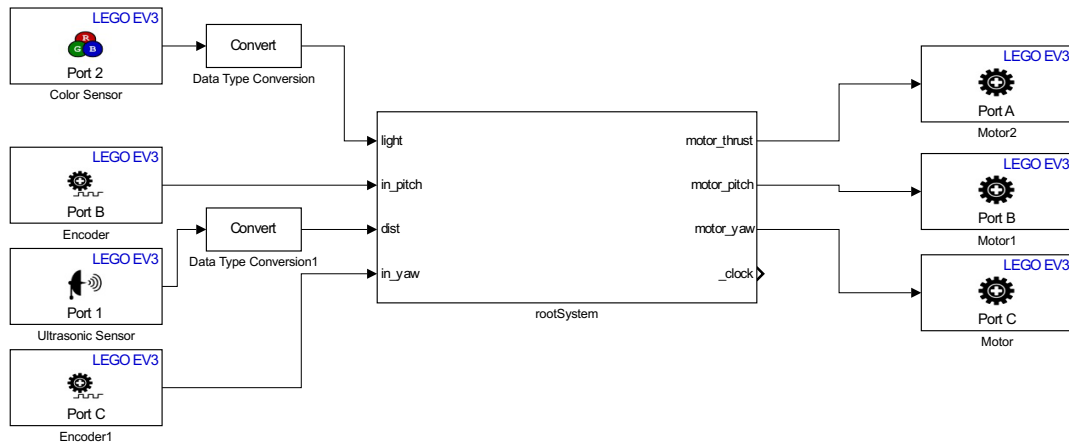 LEGO EV3
R
G B
Port 2
Color Sensor
Convert
Data Type Conversion
LEGO EV3
Port B
Encoder
Convert
Data Type Conversion1
LEGO EV3
Port 1
Ultrasonic Sensor
LEGO EV3
Port C
Encoder1
light
in_pitch
dist
in_yaw
motor_thrust
motor_pitch
motor_yaw
_clock
rootSystem
LEGO EV3
Port A
Motor2
LEGO EV3
Port B
Motor1
LEGO EV3
Port C
Motor